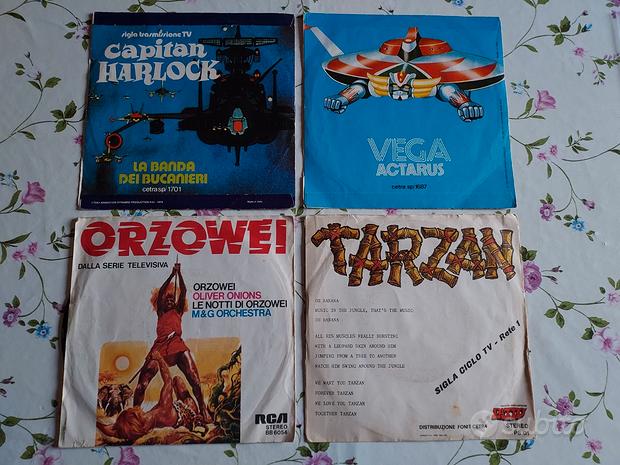 sigla trasmissione TV
Capitan
HARLOCK
LA BANDA
DEI BUCANIERI
cetra sp/1701
VEGA
ACTARUS
cetra sp/1687
ORZOWEI
DALLA SERIE TELEVISIVA
ORZOWEI
OLIVER ONIONS
LE NOTTI DI ORZOWEI
M&G ORCHESTRA
RCA
STEREO
BB 6054
TARZAN
MUSIC IN THE JUNGLE, THAT'S THE MUSIC
ALL HIS MUSCLES REALLY BURSTING
WITH A LEOPARD SKIN AROUND HIM
JUMPING FROM A TREE TO ANOTHER
WATCH HIM SWING AROUND THE JUNGLE
WE WANT YOU TARZAN
FOREVER TARZAN
WE LOVE YOU TARZAN
TOGETHER TARZAN
SIGLA CICLO TV - Rete 1
DISTRIBUZIONE FONIT CETRA
STEREO
subito